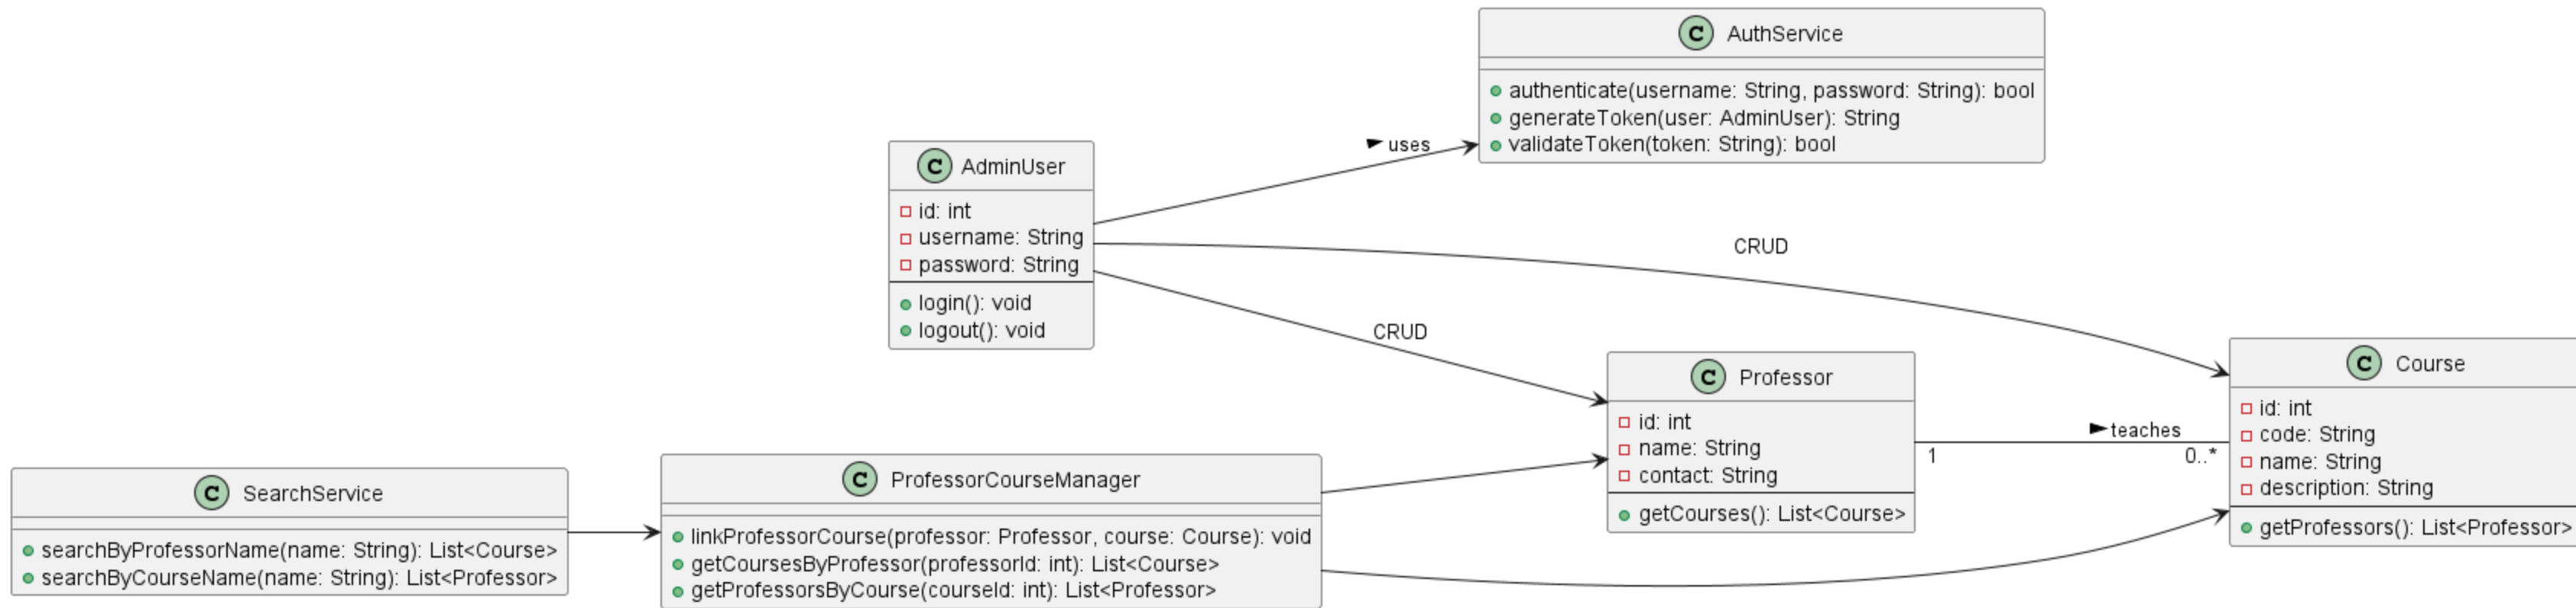 C AuthService
authenticate(username: String, password: String): bool
generateToken(user: AdminUser): String
validateToken(token: String): bool
uses
C AdminUser
id: int
username: String
password: String
login(): void
logout(): void
CRUD
CRUD
C Professor
id: int
name: String
contact: String
getCourses(): List<Course>
teaches
1
0..*
C Course
id: int
code: String
name: String
description: String
getProfessors(): List<Professor>
C SearchService
searchByProfessorName(name: String): List<Course>
searchByCourseName(name: String): List<Professor>
C ProfessorCourseManager
linkProfessorCourse(professor: Professor, course: Course): void
getCoursesByProfessor(professorId: int): List<Course>
getProfessorsByCourse(courseId: int): List<Professor>